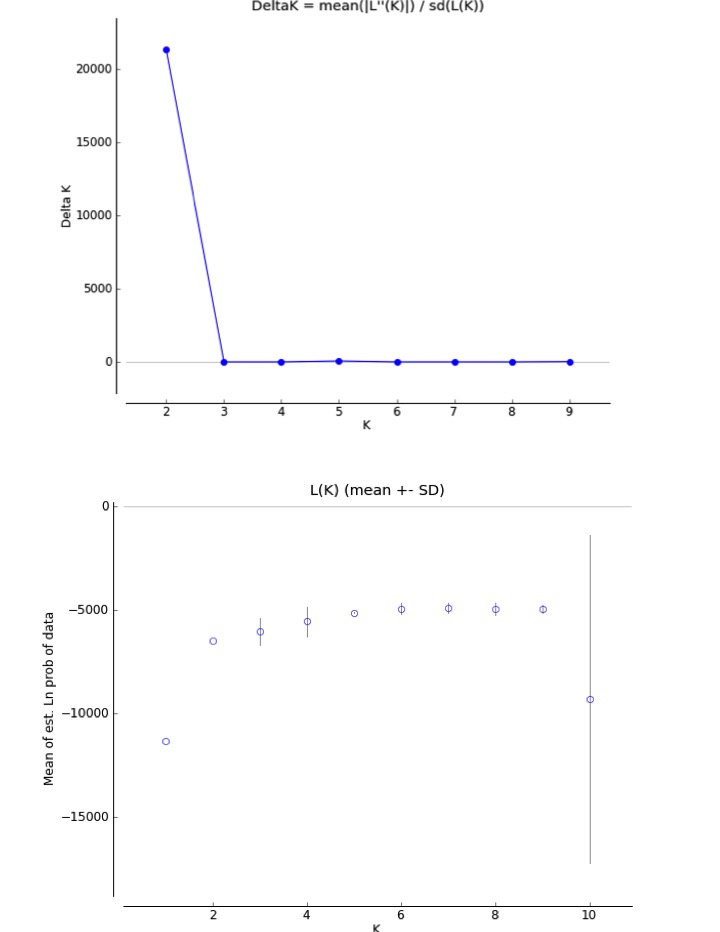 DeltaK = mean(|L''(K)|) / sd(L(K))
20000
15000
10000
5000
0
Delta K
2 3 4 5 6 7 8 9
K
L(K) (mean +- SD)
0
−5000
−10000
−15000
Mean of est. Ln prob of data
2 4 6 8 10
K